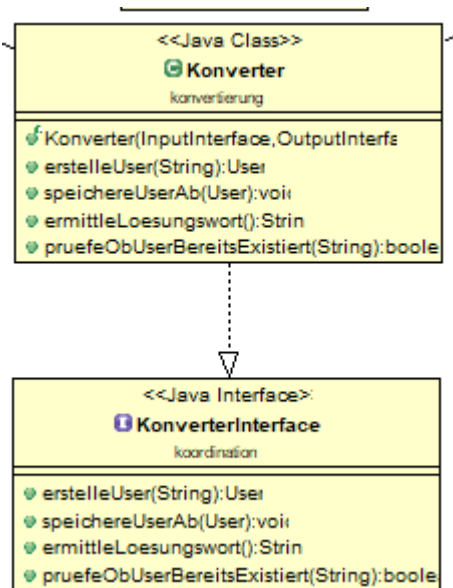 <<Java Class>>
Konverter
konvertierung
Konverter(InputInterface,OutputInterfa
erstelleUser(String):User
speichereUserAb(User):voi
ermittleLoesungswort():Strin
pruefeObUserBereitsExistiert(String):boole
<<Java Interface>
KonverterInterface
koordination
erstelleUser(String):User
speichereUserAb(User):voi
ermittleLoesungswort():Strin
pruefeObUserBereitsExistiert(String):boole